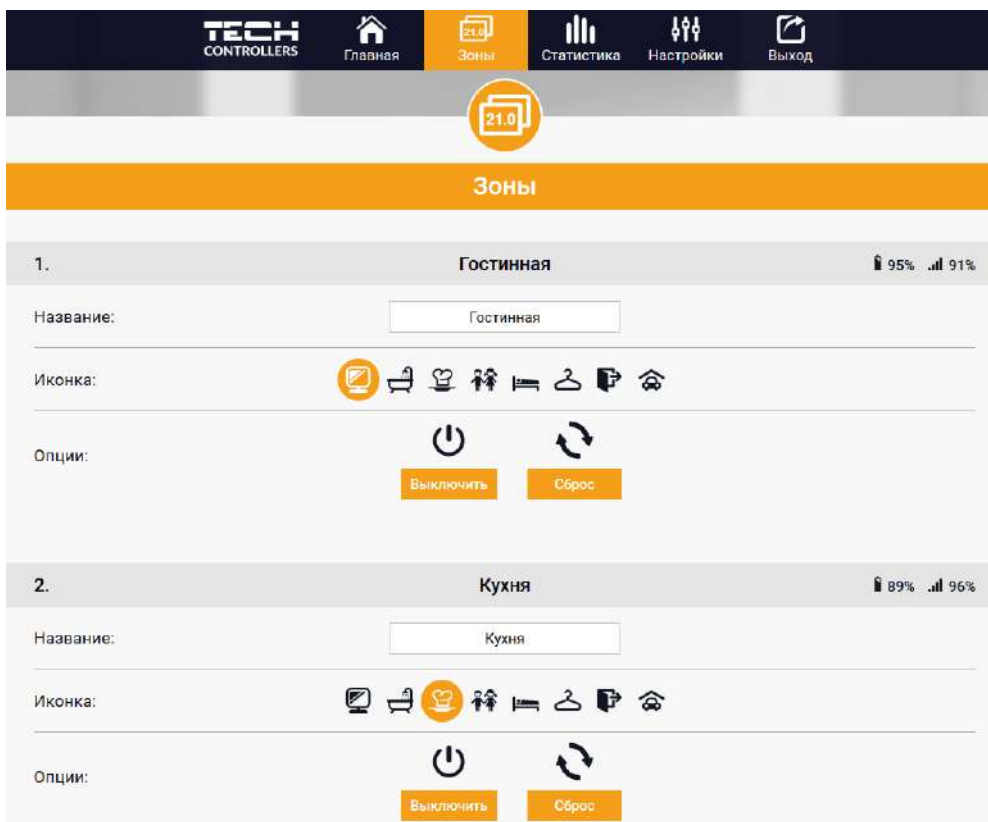 TECH
CONTROLLERS
Главная
21.0
Зоны
Статистика
Настройки
Выход
21.0
Зоны
1. Гостинная 95% 91%
Название: Гостинная
Иконка:
Опции:
Выключить Сброс
2. Кухня 89% 96%
Название: Кухня
Иконка:
Опции:
Выключить Сброс